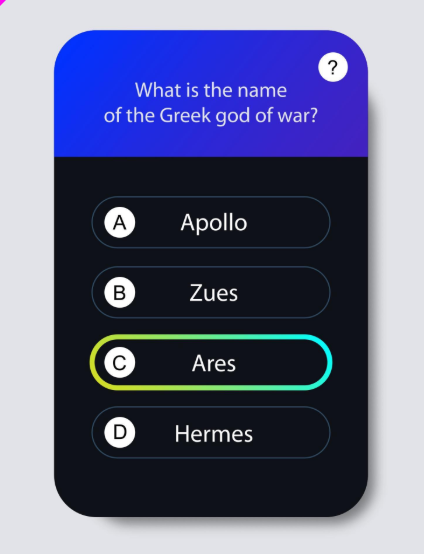 ?
What is the name
of the Greek god of war?
A Apollo
B Zues
C Ares
D Hermes